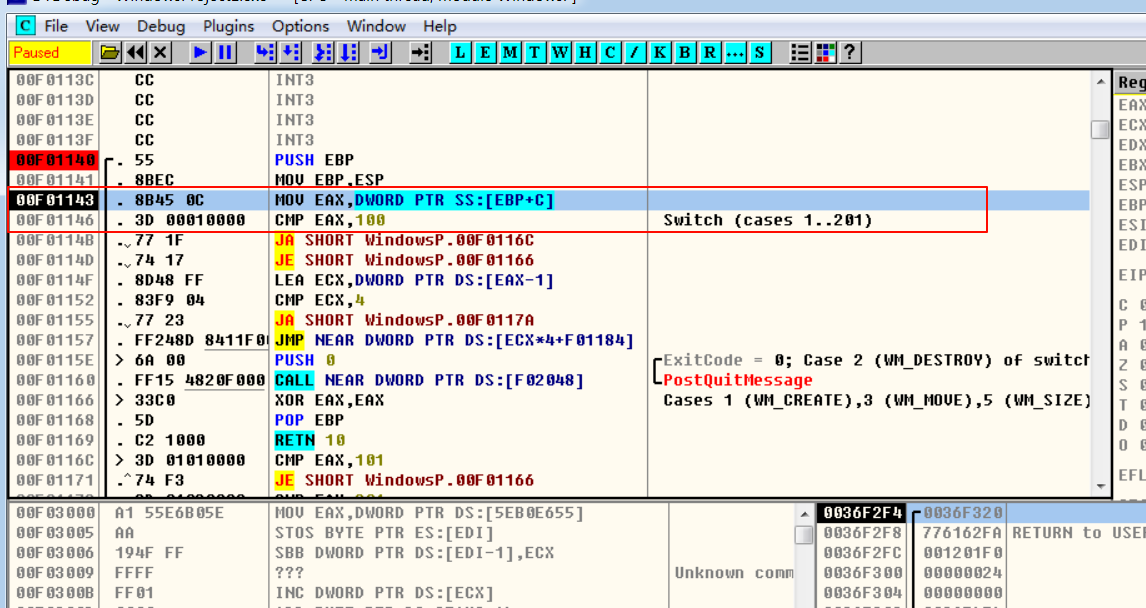 C File View Debug Plugins Options Window Help
Paused L E M T W H C / K B R ... S ?
00F0113C CC INT3
00F0113D CC INT3
00F0113E CC INT3
00F0113F CC INT3
00F01140 . 55 PUSH EBP
00F01141 . 8BEC MOV EBP,ESP
00F01143 . 8B45 0C MOV EAX,DWORD PTR SS:[EBP+C]
00F01146 . 3D 00010000 CMP EAX,100 Switch (cases 1..201)
00F0114B . 77 1F JA SHORT WindowsP.00F0116C
00F0114D . 74 17 JE SHORT WindowsP.00F01166
00F0114F . 8D48 FF LEA ECX,DWORD PTR DS:[EAX-1]
00F01152 . 83F9 04 CMP ECX,4
00F01155 . 77 23 JA SHORT WindowsP.00F0117A
00F01157 . FF248D 8411F0 JMP NEAR DWORD PTR DS:[ECX*4+F01184]
00F0115E > 6A 00 PUSH 0 ExitCode = 0; Case 2 (WM_DESTROY) of switch
00F01160 . FF15 4820F000 CALL NEAR DWORD PTR DS:[F02048] PostQuitMessage
00F01166 > 33C0 XOR EAX,EAX Cases 1 (WM_CREATE),3 (WM_MOVE),5 (WM_SIZE)
00F01168 . 5D POP EBP
00F01169 . C2 1000 RETN 10
00F0116C > 3D 01010000 CMP EAX,101
00F01171 .^74 F3 JE SHORT WindowsP.00F01166
Reg
EAX
ECX
EDX
EBX
ESP
EBP
ESI
EDI
EIP
C
P 1
A
Z
S
T
D
O
EFL
00F03000 A1 55E6B05E MOV EAX,DWORD PTR DS:[5EB0E655]
00F03005 AA STOS BYTE PTR ES:[EDI]
00F03006 194F FF SBB DWORD PTR DS:[EDI-1],ECX
00F03009 FFFF ??? Unknown comm
00F0300B FF01 INC DWORD PTR DS:[ECX]
0036F2F4 0036F320
0036F2F8 776162FA RETURN to USE
0036F2FC 001201F0
0036F300 00000024
0036F304 00000000